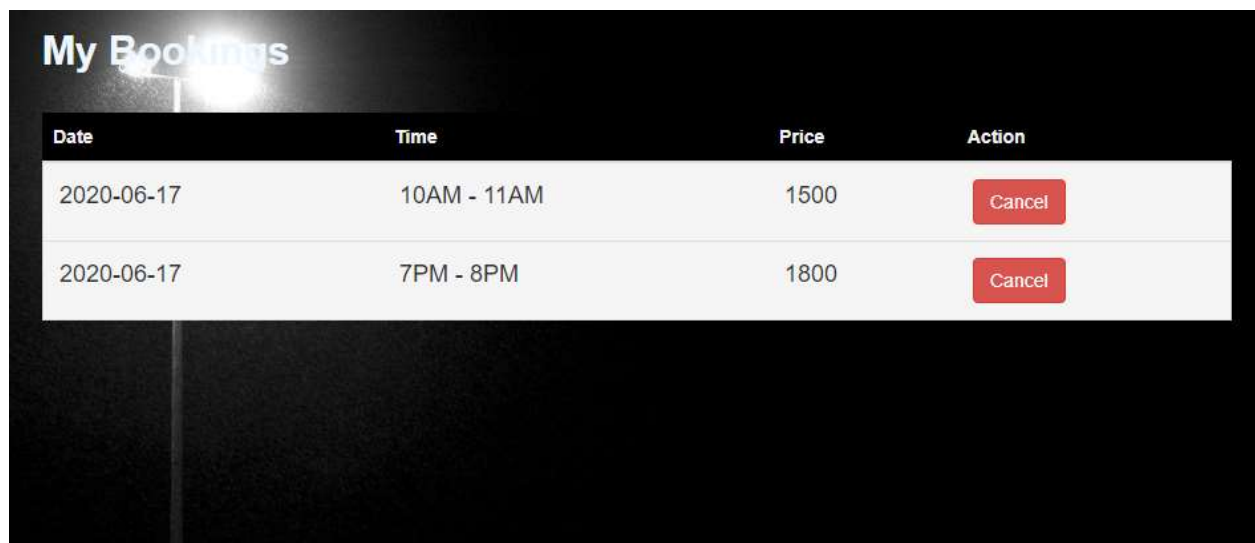 My Bookings
Date Time Price Action
2020-06-17 10AM - 11AM 1500 Cancel
2020-06-17 7PM - 8PM 1800 Cancel